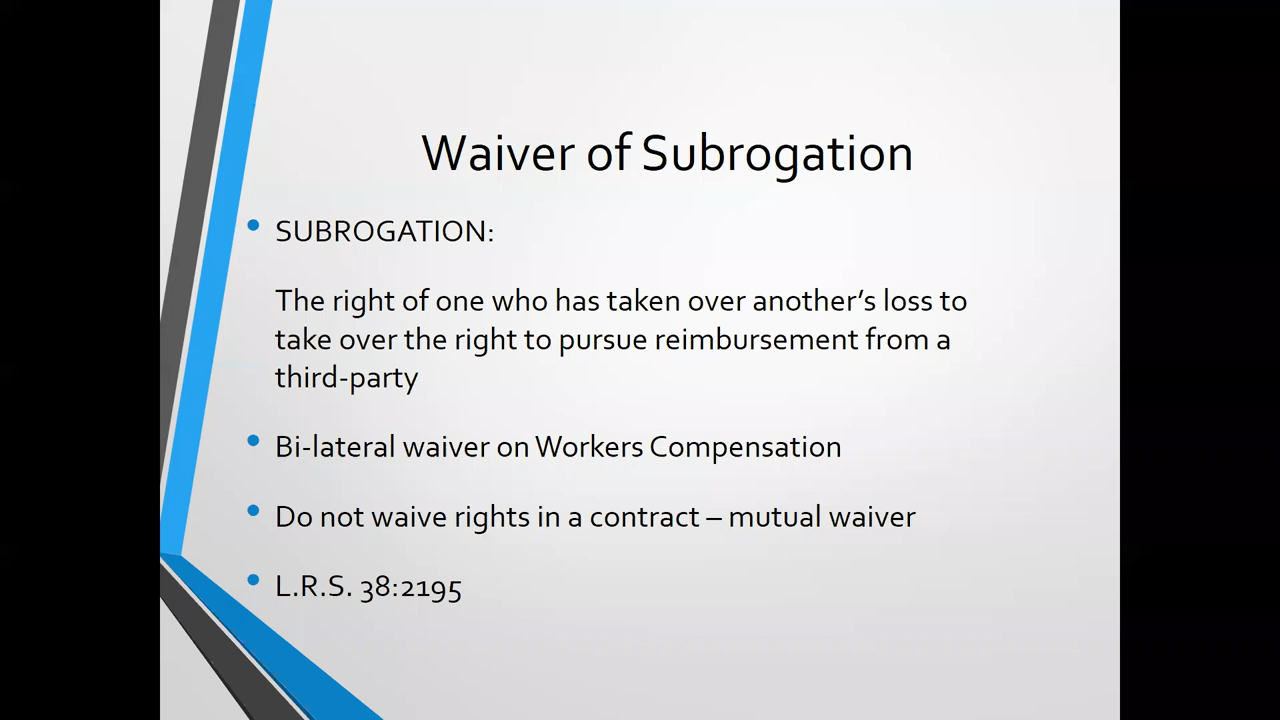 Waiver of Subrogation
• SUBROGATION:
The right of one who has taken over another’s loss to
take over the right to pursue reimbursement from a
third-party
• Bi-lateral waiver on Workers Compensation
• Do not waive rights in a contract – mutual waiver
• L.R.S. 38:2195